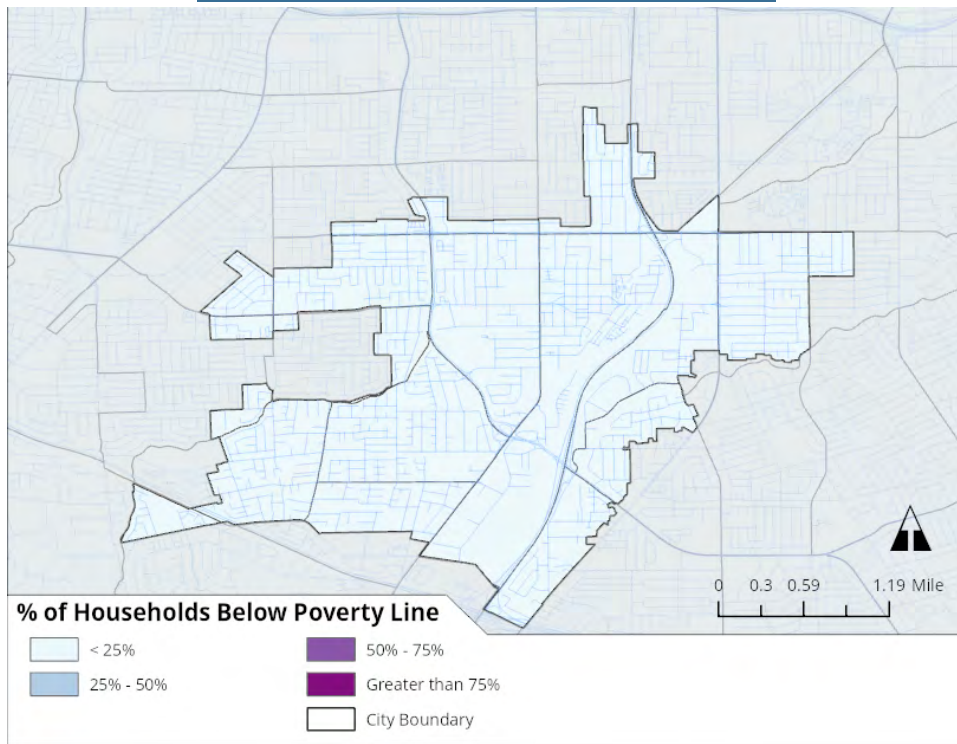 0 0.3 0.59 1.19 Mile
% of Households Below Poverty Line
< 25%
25% - 50%
50% - 75%
Greater than 75%
City Boundary